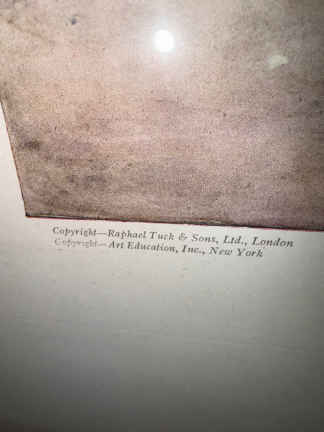 Copyright—Raphael Tuck & Sons, Ltd., London
Copyright—Art Education, Inc., New York